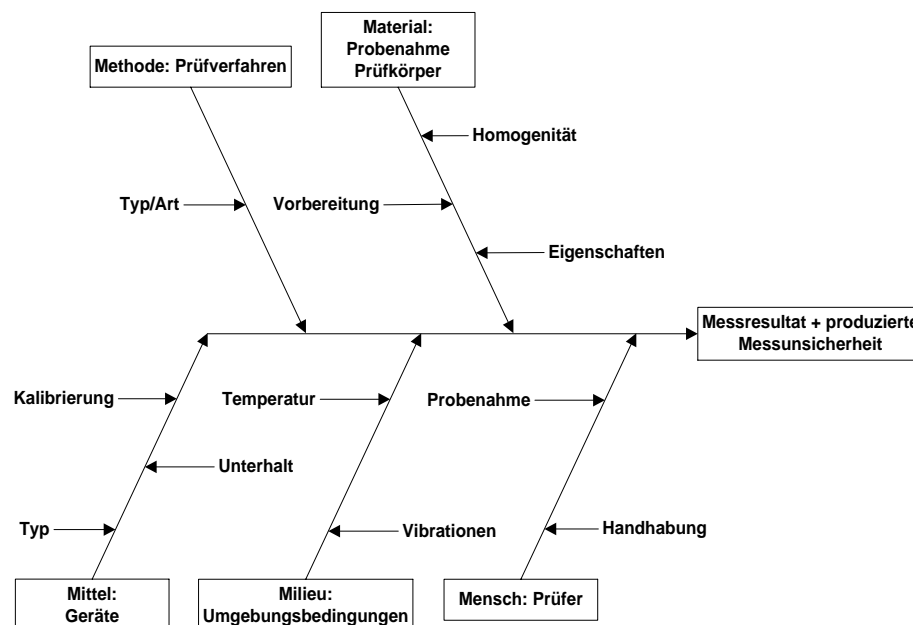 Material:
Probenahme
Prüfkörper
Methode: Prüfverfahren
Homogenität
Typ/Art
Vorbereitung
Eigenschaften
Messresultat + produzierte
Messunsicherheit
Kalibrierung
Temperatur
Probenahme
Unterhalt
Typ
Vibrationen
Handhabung
Mittel:
Geräte
Milieu:
Umgebungsbedingungen
Mensch: Prüfer